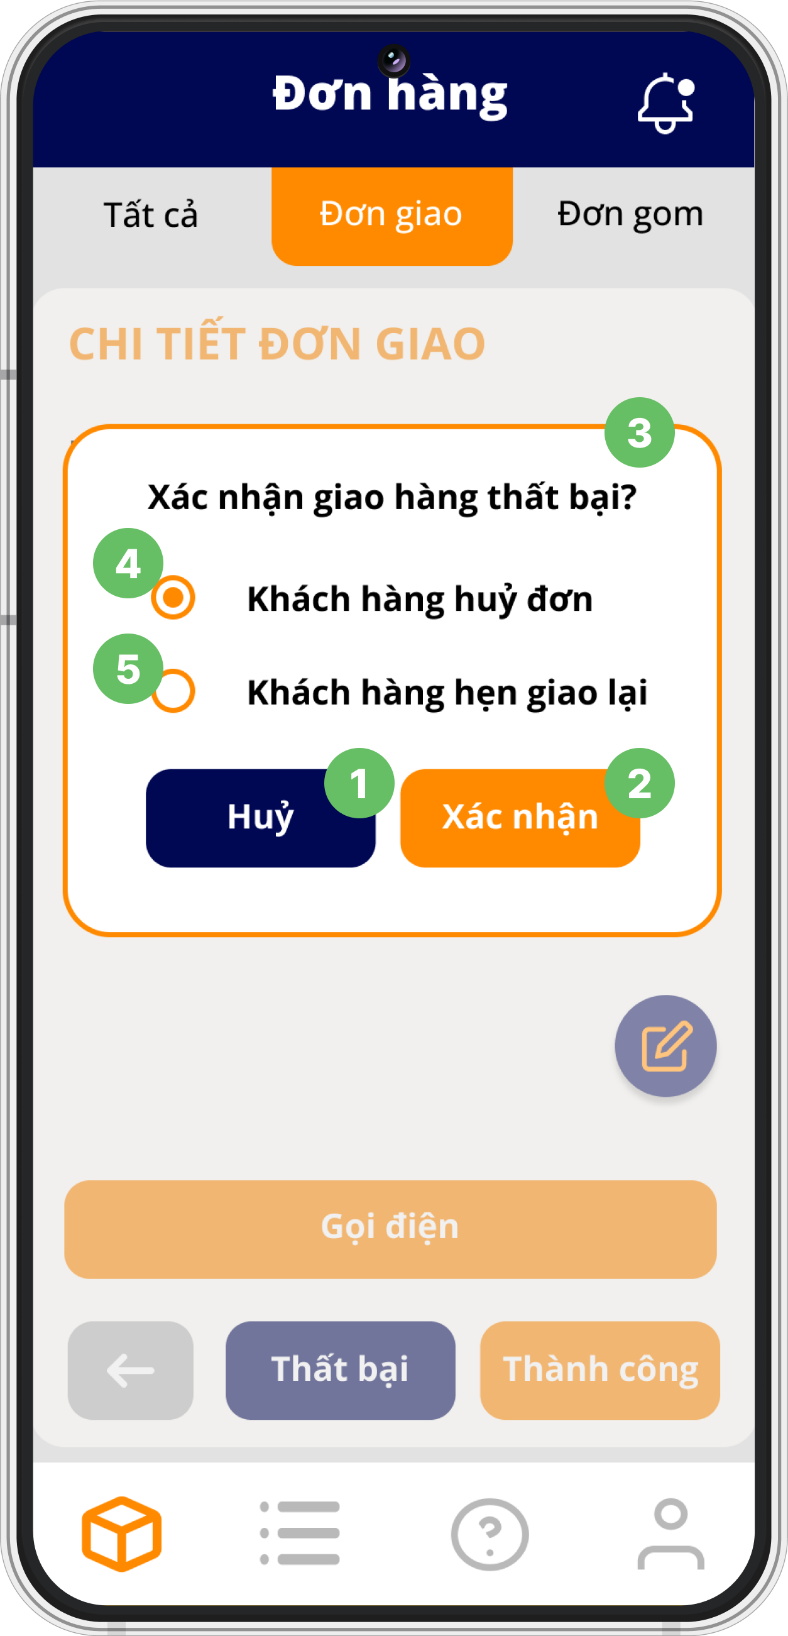 Đơn hàng
Tất cả
Đơn giao
Đơn gom
CHI TIẾT ĐƠN GIAO
3
Xác nhận giao hàng thất bại?
4
Khách hàng huỷ đơn
5
Khách hàng hẹn giao lại
1
2
Huỷ
Xác nhận
Gọi điện
Thất bại
Thành công